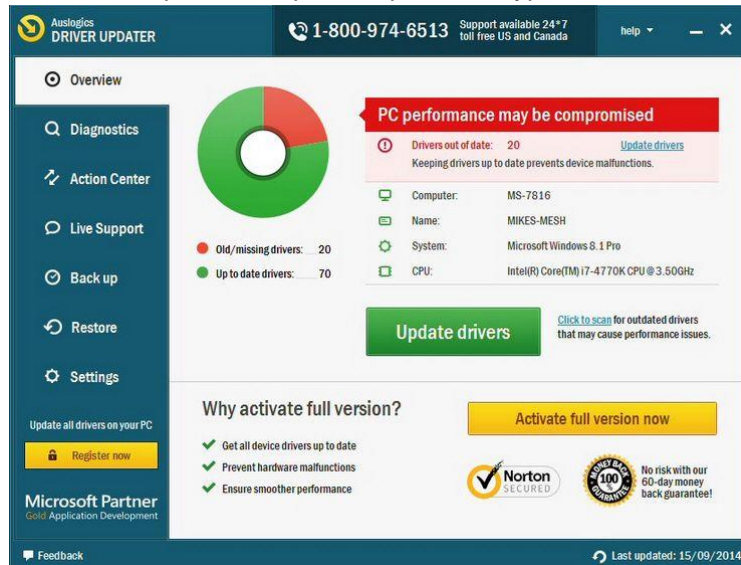 Auslogics
DRIVER UPDATER
1-800-974-6513
Support available 24*7
toll free US and Canada
help
Overview
Diagnostics
Action Center
Live Support
Back up
Restore
Settings
Update all drivers on your PC
Register now
Microsoft Partner
Gold Application Development
Old/missing drivers: 20
Up to date drivers: 70
PC performance may be compromised
Drivers out of date: 20 Update drivers
Keeping drivers up to date prevents device malfunctions.
Computer: MS-7816
Name: MIKES-MESH
System: Microsoft Windows 8.1 Pro
CPU: Intel(R) Core(TM) i7-4770K CPU @ 3.50GHz
Update drivers
Click to scan for outdated drivers
that may cause performance issues.
Why activate full version?
Get all device drivers up to date
Prevent hardware malfunctions
Ensure smoother performance
Activate full version now
Norton
SECURED
MONEY BACK
100%
GUARANTEE
No risk with our
60-day money
back guarantee!
Feedback
Last updated: 15/09/2014